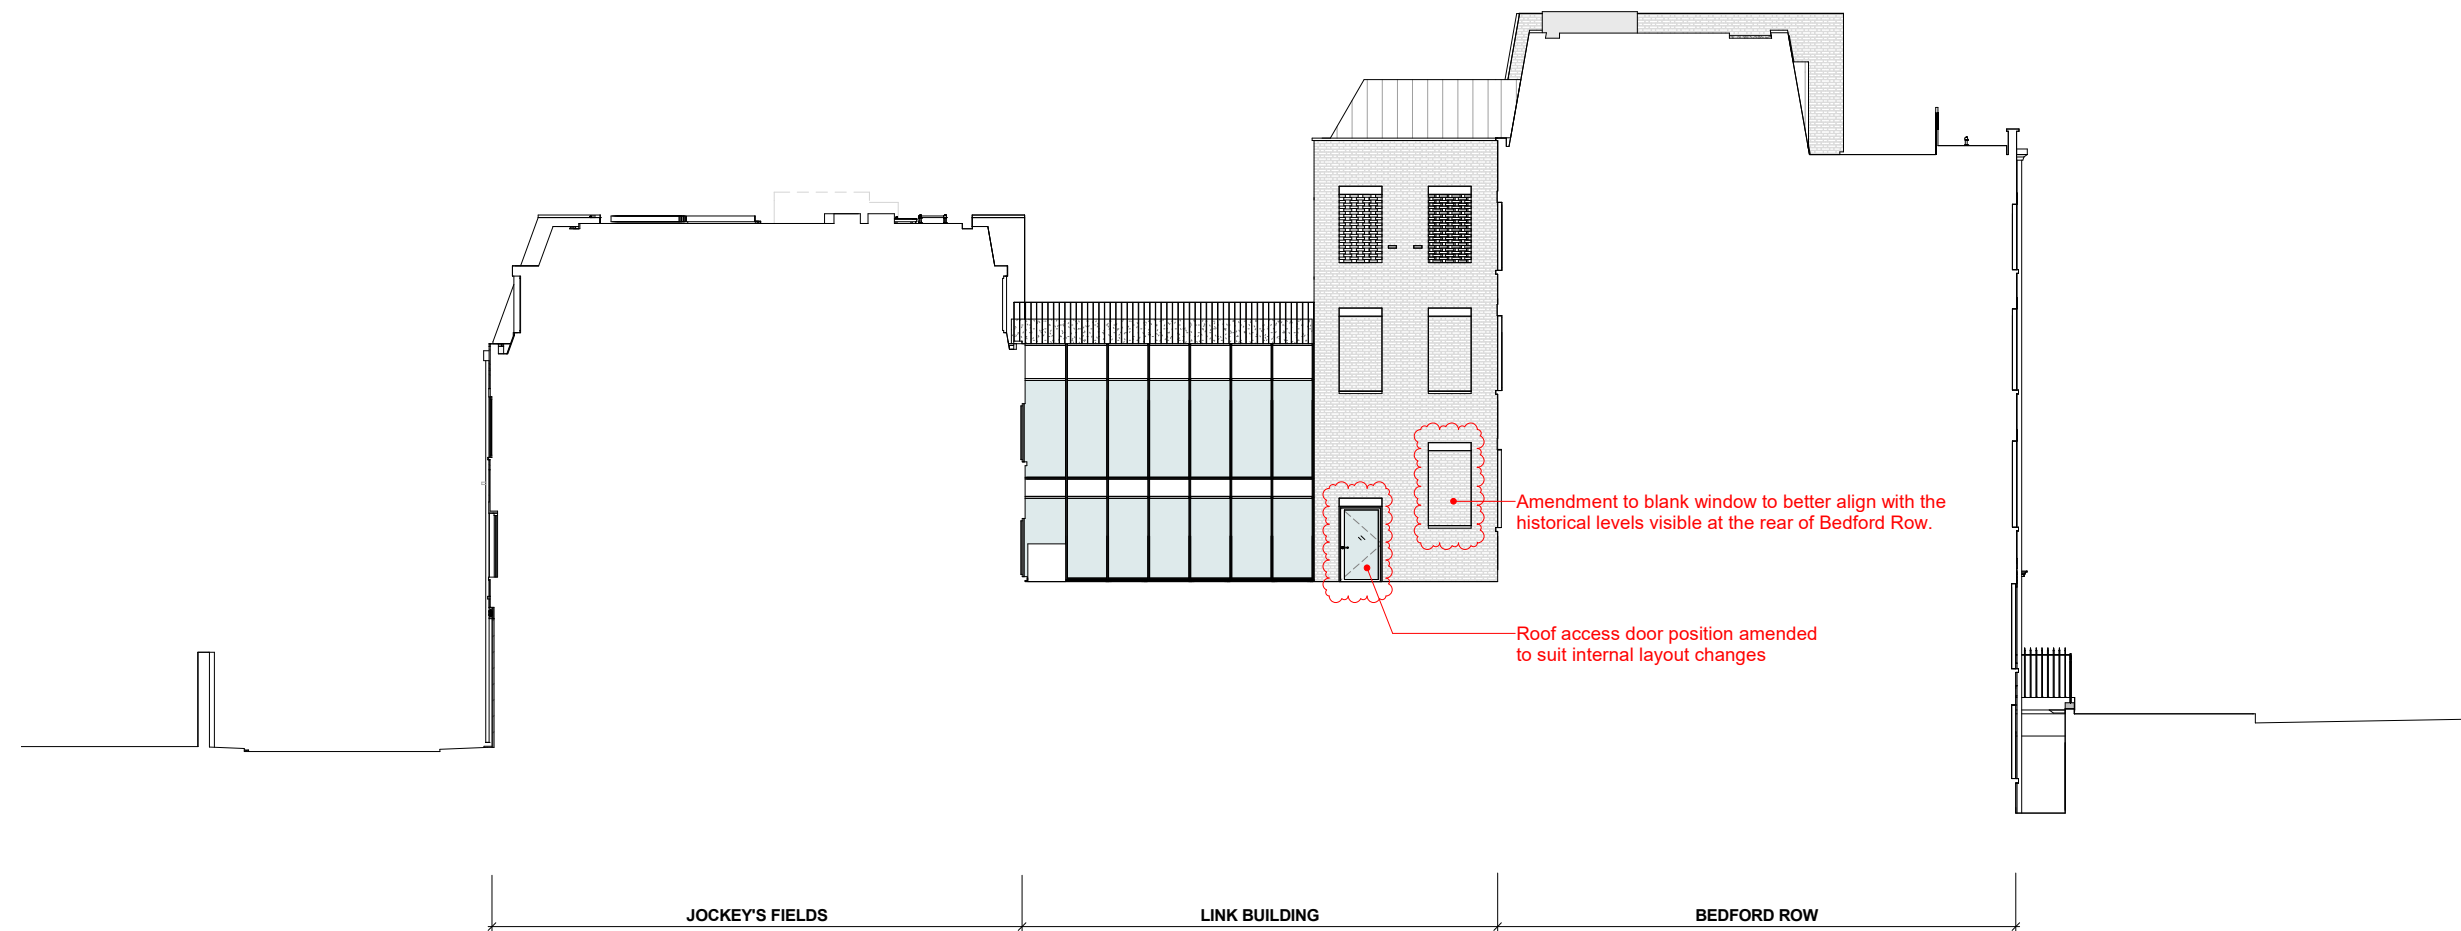 Amendment to blank window to better align with the
historical levels visible at the rear of Bedford Row.
Roof access door position amended
to suit internal layout changes
JOCKEY'S FIELDS
LINK BUILDING
BEDFORD ROW